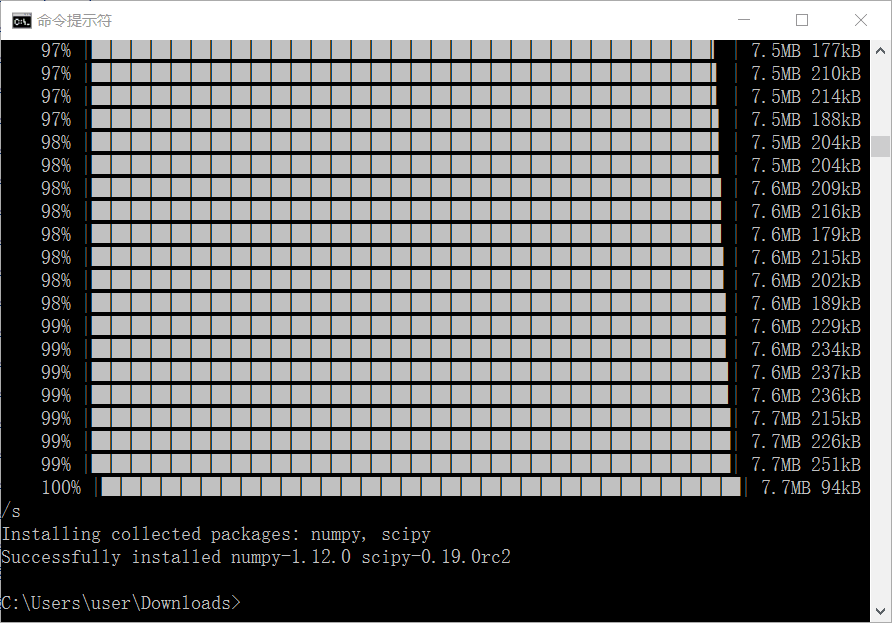 命令提示符
97% 7.5MB 177kB
97% 7.5MB 210kB
97% 7.5MB 214kB
97% 7.5MB 188kB
98% 7.5MB 204kB
98% 7.5MB 204kB
98% 7.6MB 209kB
98% 7.6MB 216kB
98% 7.6MB 179kB
98% 7.6MB 215kB
98% 7.6MB 202kB
98% 7.6MB 189kB
99% 7.6MB 229kB
99% 7.6MB 234kB
99% 7.6MB 237kB
99% 7.6MB 236kB
99% 7.7MB 215kB
99% 7.7MB 226kB
99% 7.7MB 251kB
100% 7.7MB 94kB
/s
Installing collected packages: numpy, scipy
Successfully installed numpy-1.12.0 scipy-0.19.0rc2
C:\Users\user\Downloads>